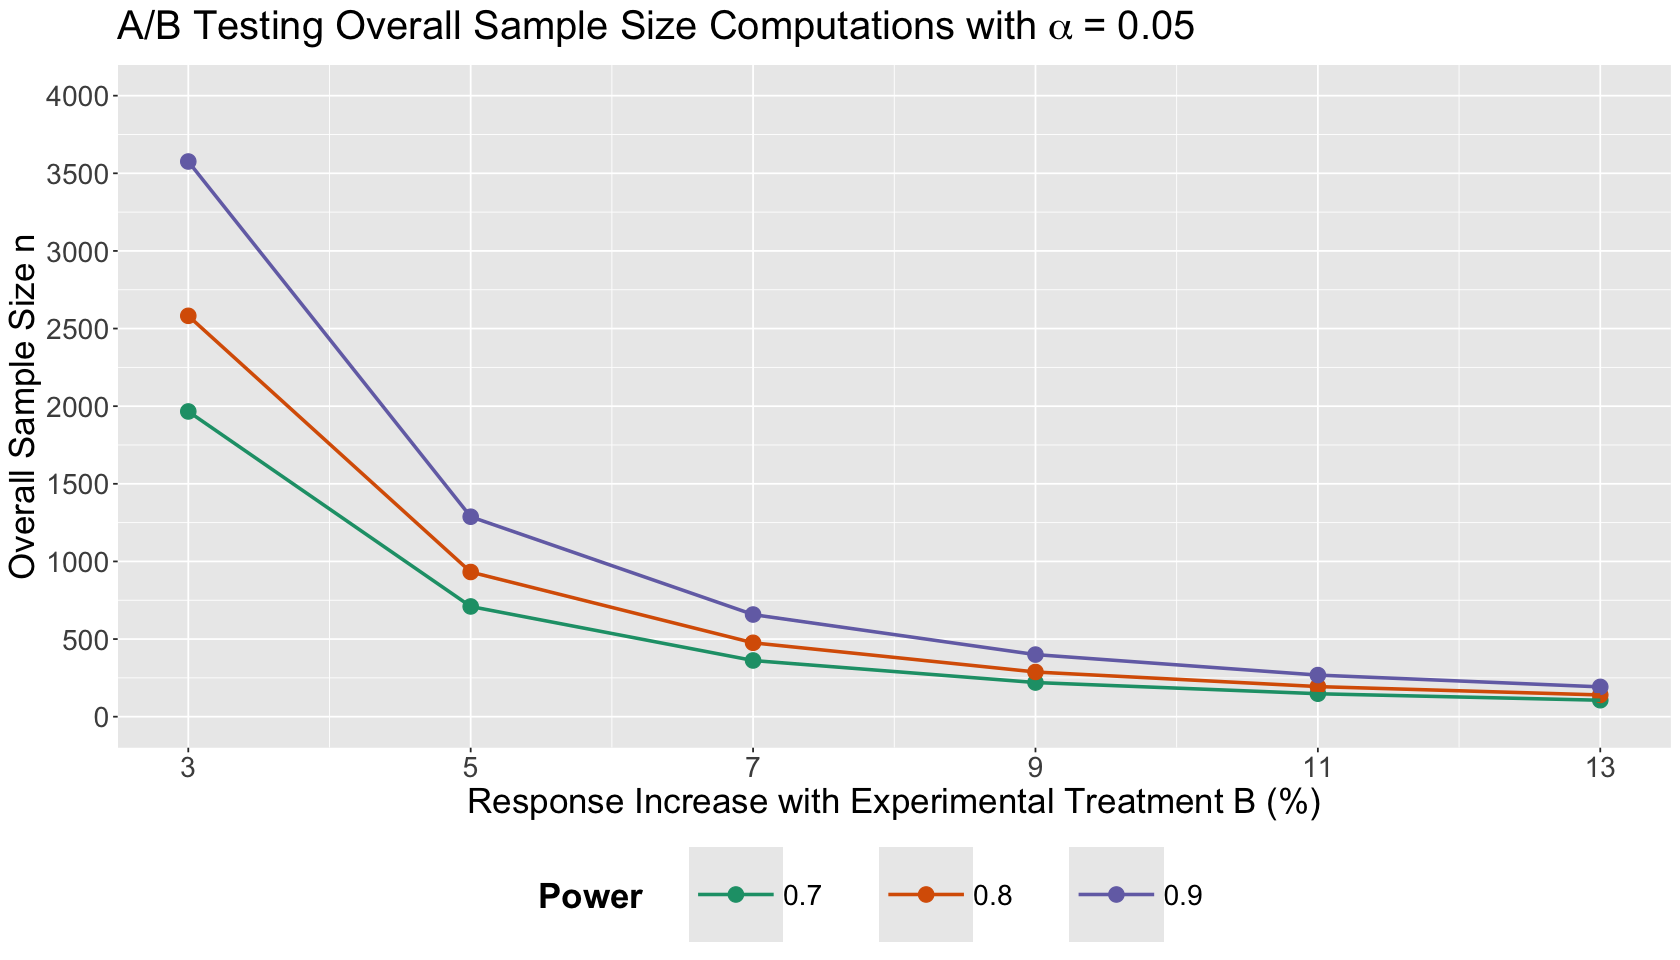 A/B Testing Overall Sample Size Computations with α = 0.05
Overall Sample Size n
4000
3500
3000
2500
2000
1500
1000
500
0
3 5 7 9 11 13
Response Increase with Experimental Treatment B (%)
Power 0.7 0.8 0.9